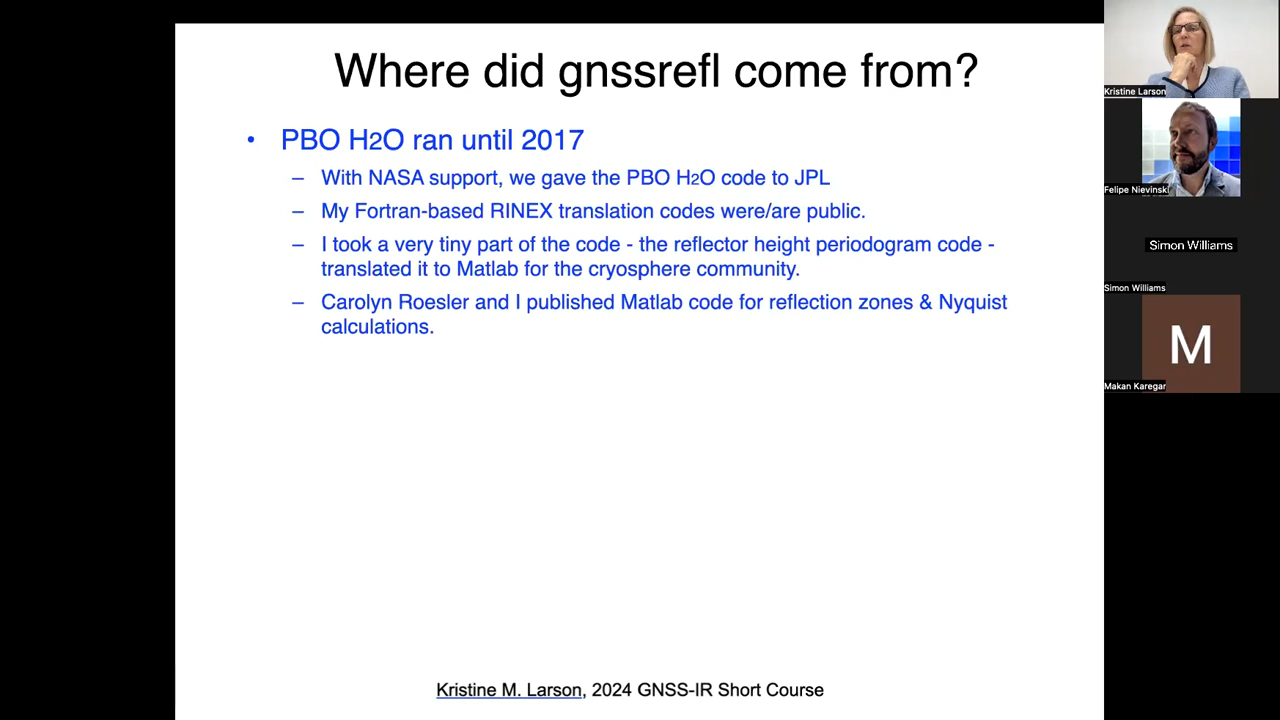 Where did gnssrefl come from?
• PBO H2O ran until 2017
– With NASA support, we gave the PBO H2O code to JPL
– My Fortran-based RINEX translation codes were/are public.
– I took a very tiny part of the code - the reflector height periodogram code -
translated it to Matlab for the cryosphere community.
– Carolyn Roesler and I published Matlab code for reflection zones & Nyquist
calculations.
Kristine M. Larson, 2024 GNSS-IR Short Course
Kristine Larson
Felipe Nievinski
Simon Williams
Simon Williams
M
Makan Karegar